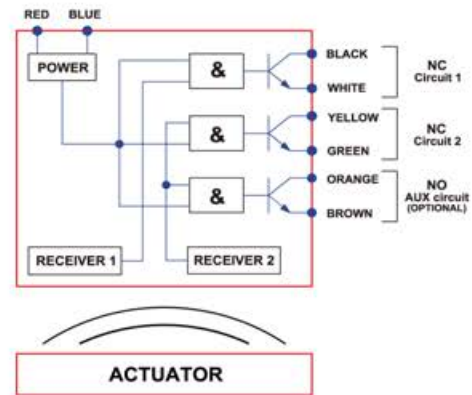 RED BLUE
POWER
&
BLACK
WHITE
NC
Circuit 1
&
YELLOW
GREEN
NC
Circuit 2
&
ORANGE
BROWN
NO
AUX circuit
(OPTIONAL)
RECEIVER 1
RECEIVER 2
ACTUATOR